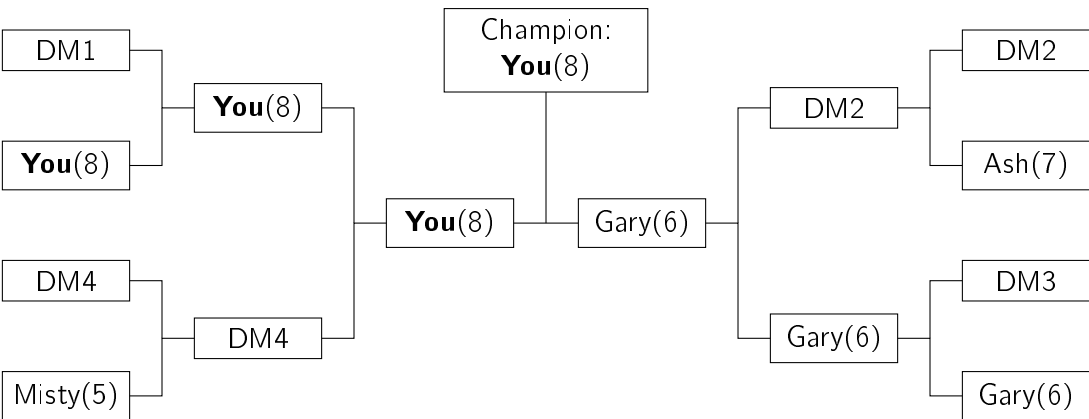 Champion:
You(8)
DM1
You(8)
You(8)
DM4
Misty(5)
DM4
You(8)
Gary(6)
DM2
Gary(6)
DM2
Ash(7)
DM3
Gary(6)